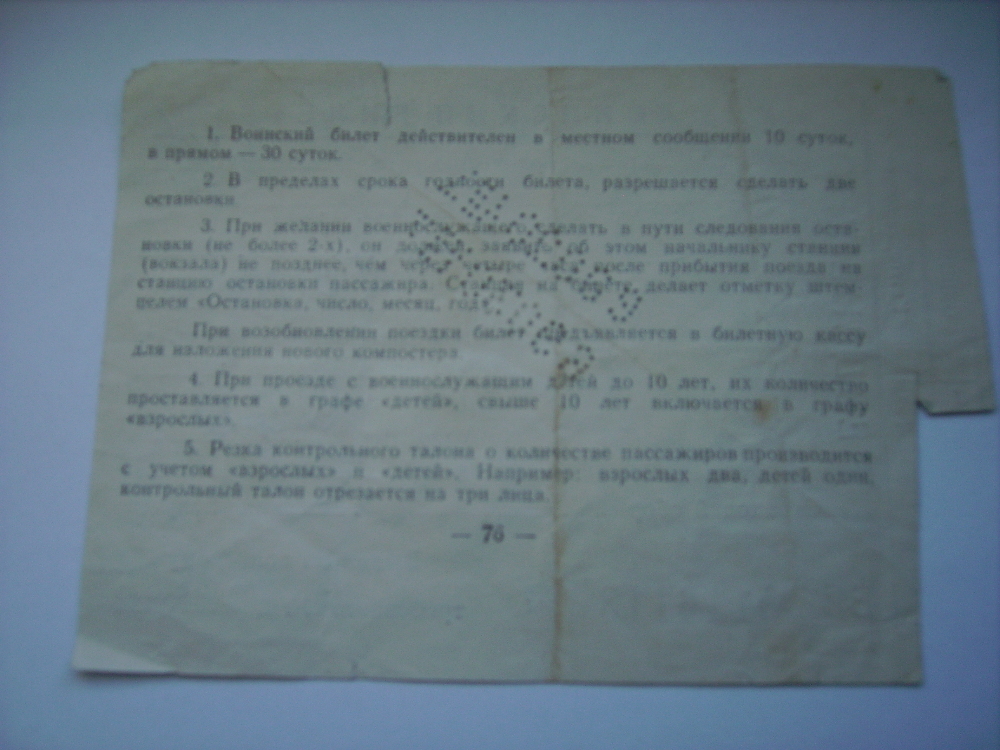 1. Воинский билет действителен в местном сообщении 10 суток,
в прямом — 30 суток.
2. В пределах срока годности билета, разрешается сделать две
остановки.
3. При желании военнослужащего сделать в пути следования оста-
новки (не более 2-х), он должен заявить об этом начальнику станции
(вокзала) не позднее, чем через четыре часа после прибытия поезда на
станцию остановки пассажира. Станция на билете делает отметку штем-
пелем «Остановка, число, месяц, год».
При возобновлении поездки билет предъявляется в билетную кассу
для наложения нового компостера.
4. При проезде с военнослужащим детей до 10 лет, их количество
проставляется в графе «детей», свыше 10 лет включается в графу
«взрослых».
5. Резка контрольного талона о количестве пассажиров производится
с учетом «взрослых» и «детей». Например: взрослых два, детей один,
контрольный талон отрезается на три лица.
— 76 —